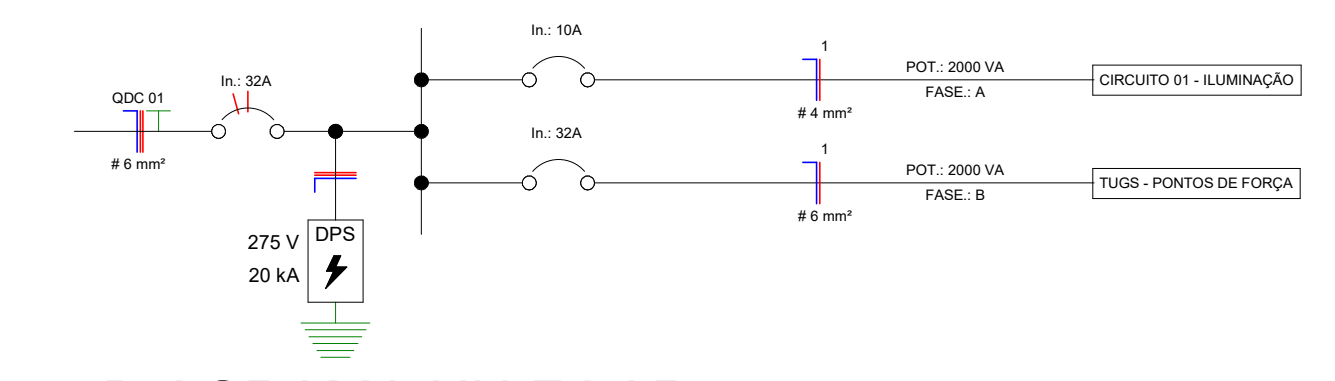 In.: 10A
1
POT.: 2000 VA
FASE.: A
CIRCUITO 01 - ILUMINAÇÃO
# 4 mm²
QDC 01
In.: 32A
# 6 mm²
In.: 32A
1
POT.: 2000 VA
FASE.: B
TUGS - PONTOS DE FORÇA
# 6 mm²
275 V
20 kA
DPS